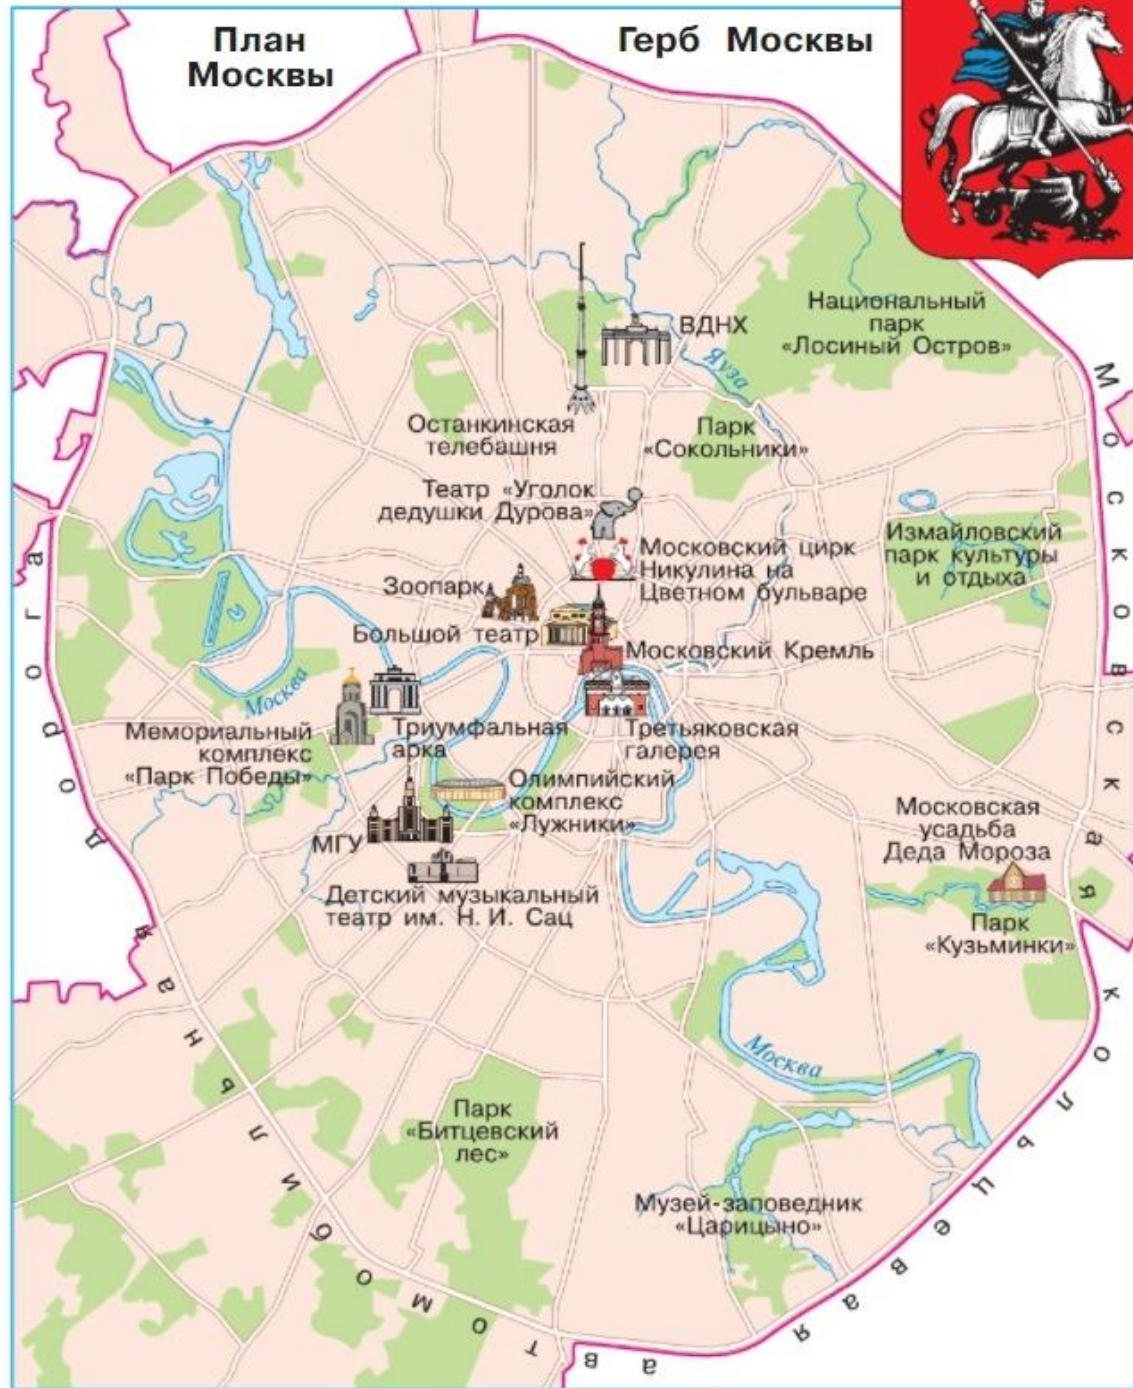 План
Москвы
Герб Москвы
Национальный
парк
«Лосиный Остров»
ВДНХ
Яуза
Останкинская
телебашня
Парк
«Сокольники»
Театр «Уголок
дедушки Дурова»
Московский цирк
Никулина на
Цветном бульваре
Измайловский
парк культуры
и отдыха
Зоопарк
Большой театр
Московский Кремль
Москва
Мемориальный
комплекс
«Парк Победы»
Триумфальная
арка
Третьяковская
галерея
Олимпийский
комплекс
«Лужники»
МГУ
Детский музыкальный
театр им. Н. И. Сац
Московская
усадьба
Деда Мороза
Парк
«Кузьминки»
Москва
Парк
«Битцевский
лес»
Музей-заповедник
«Царицыно»
Московская кольцевая автомобильная дорога